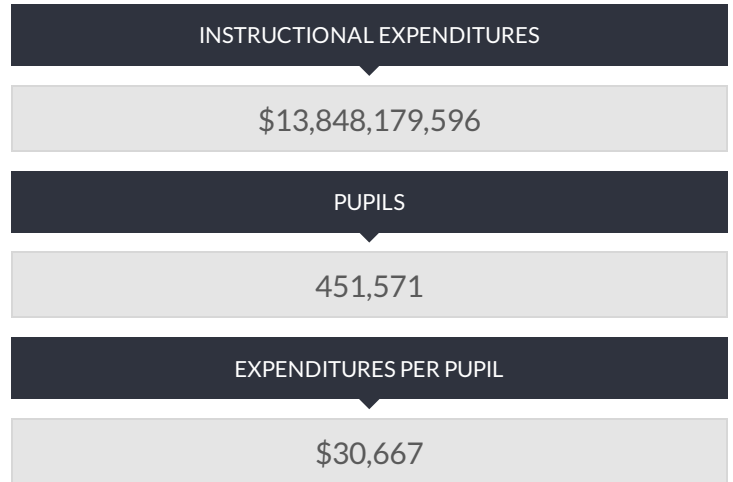 INSTRUCTIONAL EXPENDITURES
$13,848,179,596
PUPILS
451,571
EXPENDITURES PER PUPIL
$30,667